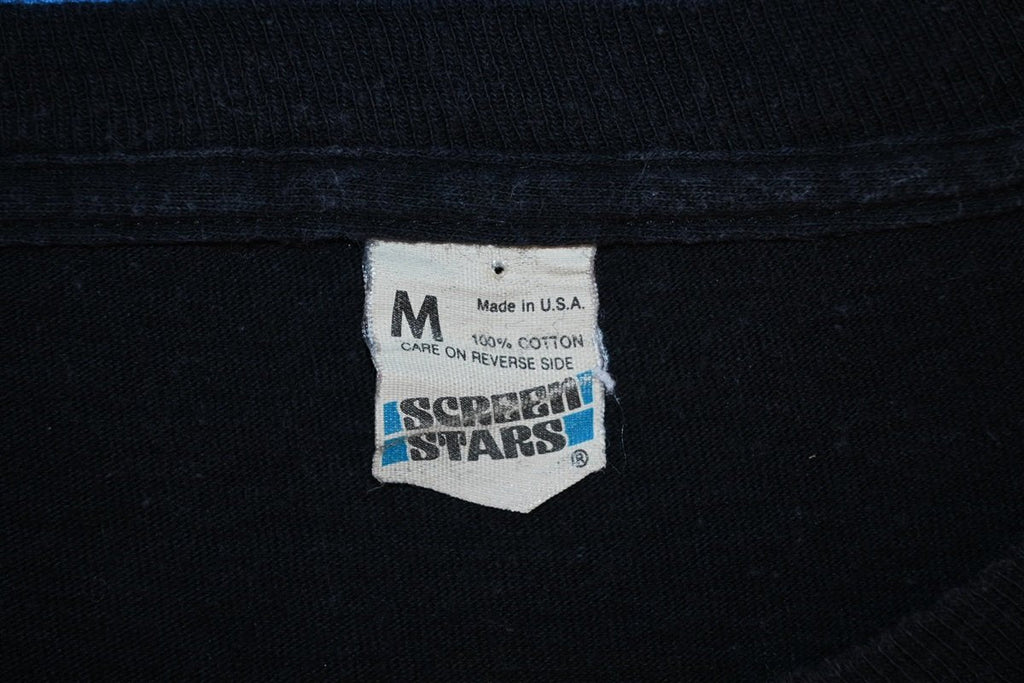 M
Made in U.S.A.
100% COTTON
CARE ON REVERSE SIDE
SCREEN
STARS
®